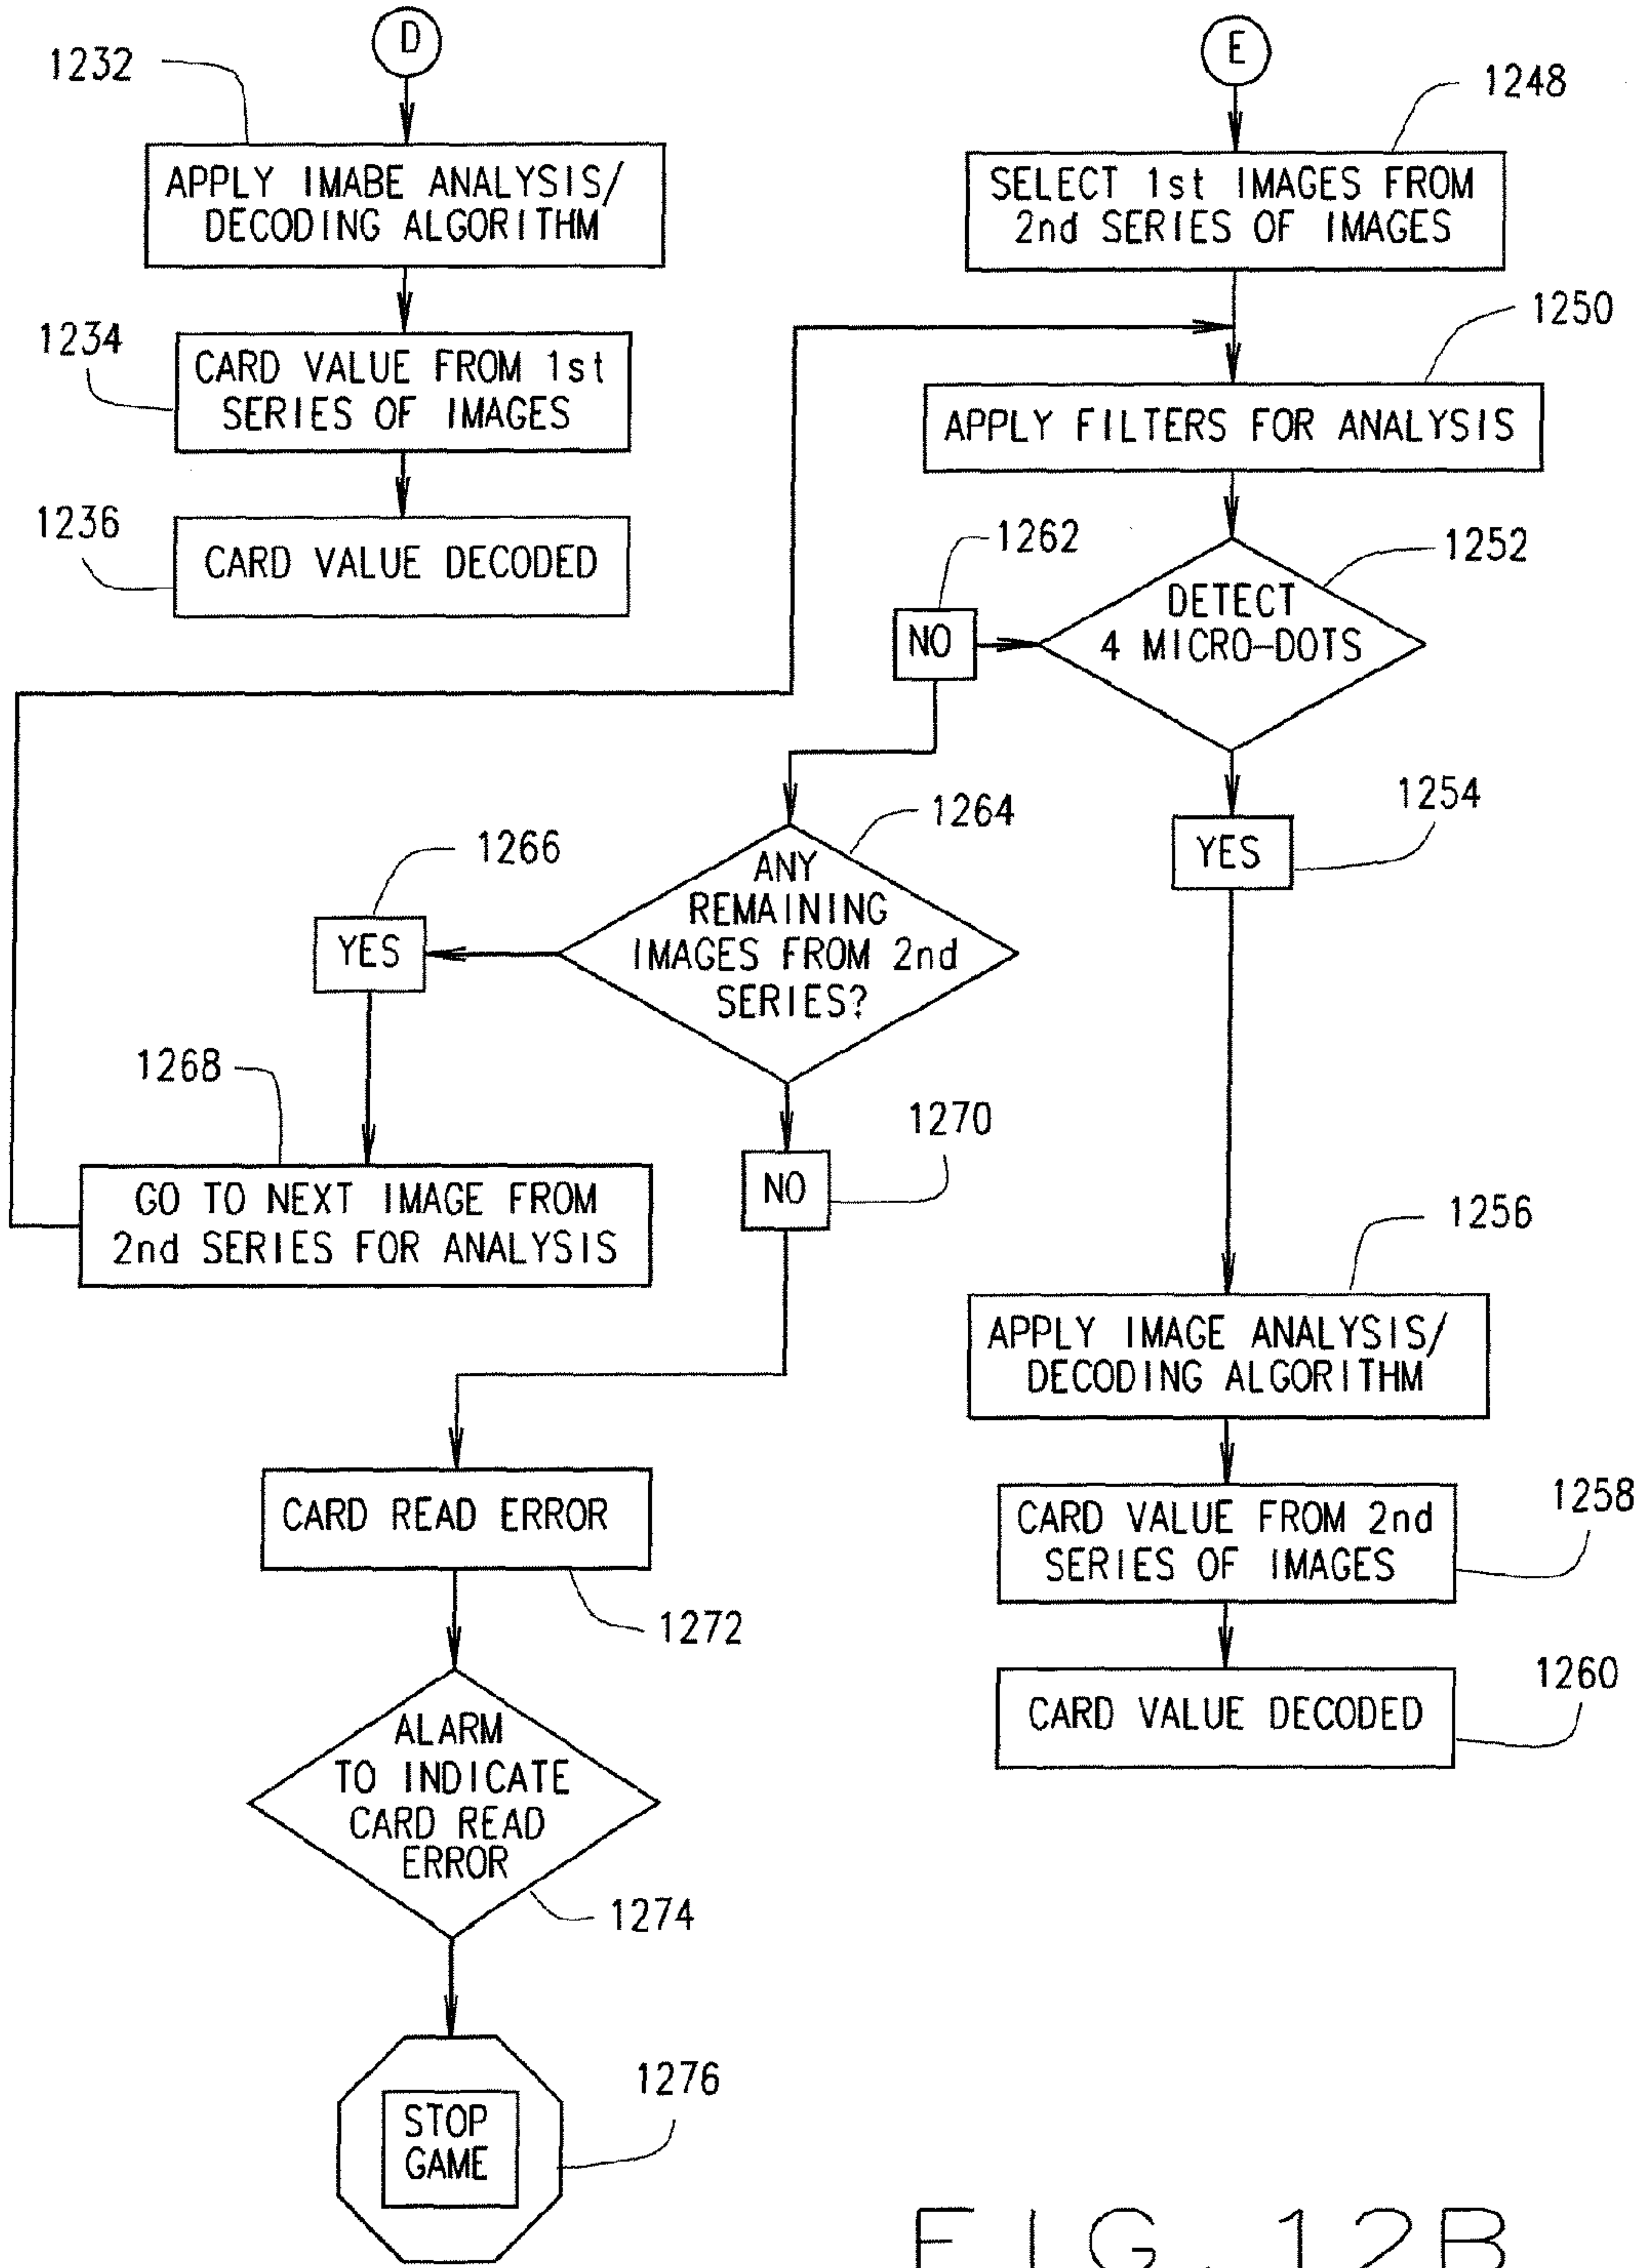 D
1232
APPLY IMABE ANALYSIS/
DECODING ALGORITHM
1234
CARD VALUE FROM 1st
SERIES OF IMAGES
1236
CARD VALUE DECODED
E
1248
SELECT 1st IMAGES FROM
2nd SERIES OF IMAGES
1250
APPLY FILTERS FOR ANALYSIS
1252
DETECT
4 MICRO-DOTS
1262
NO
1254
YES
1264
ANY
REMAINING
IMAGES FROM 2nd
SERIES?
1266
YES
1268
GO TO NEXT IMAGE FROM
2nd SERIES FOR ANALYSIS
1270
NO
1256
APPLY IMAGE ANALYSIS/
DECODING ALGORITHM
1258
CARD VALUE FROM 2nd
SERIES OF IMAGES
1260
CARD VALUE DECODED
CARD READ ERROR
1272
ALARM
TO INDICATE
CARD READ
ERROR
1274
1276
STOP
GAME
FIG. 12B